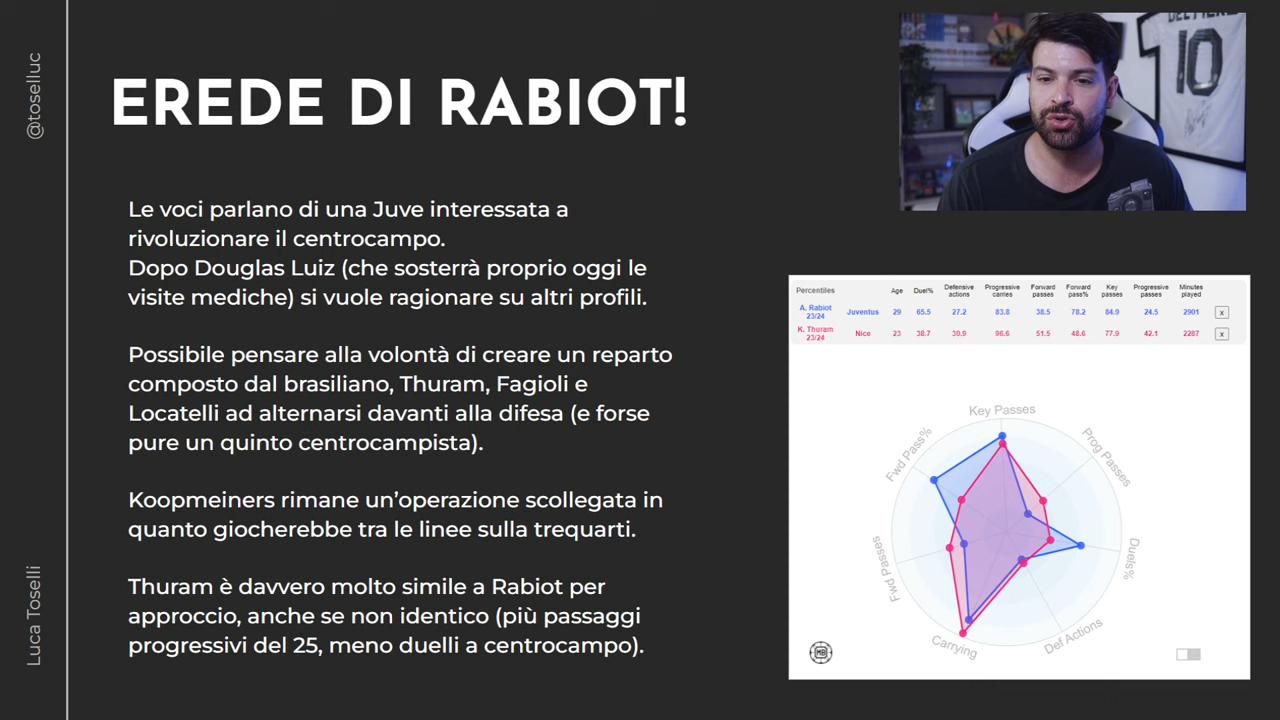 @toselluc
Luca Toselli
EREDE DI RABIOT!
Le voci parlano di una Juve interessata a
rivoluzionare il centrocampo.
Dopo Douglas Luiz (che sosterrà proprio oggi le
visite mediche) si vuole ragionare su altri profili.
Possibile pensare alla volontà di creare un reparto
composto dal brasiliano, Thuram, Fagioli e
Locatelli ad alternarsi davanti alla difesa (e forse
pure un quinto centrocampista).
Koopmeiners rimane un’operazione scollegata in
quanto giocherebbe tra le linee sulla trequarti.
Thuram è davvero molto simile a Rabiot per
approccio, anche se non identico (più passaggi
progressivi del 25, meno duelli a centrocampo).
10
Percentiles Age Duel% Defensive actions Progressive carries Forward passes Forward pass% Key passes Progressive passes Minutes played
A. Rabiot 23/24 Juventus 29 65.5 27.2 83.8 38.5 78.2 84.9 24.5 2901 x
K. Thuram 23/24 Nice 23 38.7 30.9 96.6 51.5 48.6 77.9 42.1 2287 x
Key Passes
Prog Passes
Duels%
Def Actions
Carrying
Fwd Passes
Fwd Pass%
MB